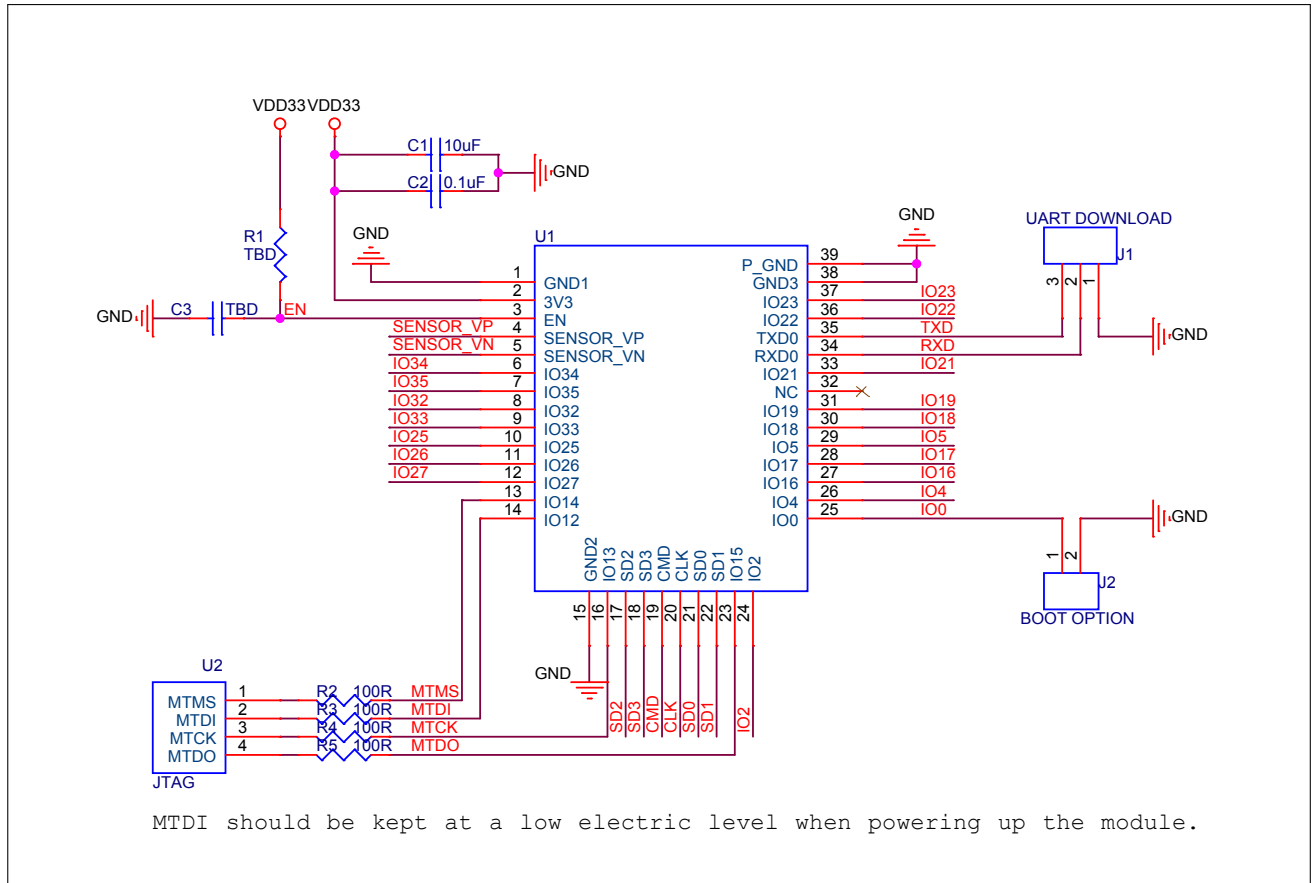 VDD33 VDD33
C1 10uF
GND
C2 0.1uF
R1
TBD
GND
GND C3 TBD EN
U1
1 GND1
2 3V3
3 EN
SENSOR_VP 4 SENSOR_VP
SENSOR_VN 5 SENSOR_VN
IO34 6 IO34
IO35 7 IO35
IO32 8 IO32
IO33 9 IO33
IO25 10 IO25
IO26 11 IO26
IO27 12 IO27
13 IO14
14 IO12
GND
P_GND 39
GND3 38
IO23 37 IO23
IO22 36 IO22
TXD0 35 TXD
RXD0 34 RXD
IO21 33 IO21
NC 32
IO19 31 IO19
IO18 30 IO18
IO5 29 IO5
IO17 28 IO17
IO16 27 IO16
IO4 26 IO4
IO0 25 IO0
UART DOWNLOAD
J1
3 2 1
GND
GND
1 2
J2
BOOT OPTION
GND2 IO13 SD2 SD3 CMD CLK SD0 SD1 IO15 IO2
15 16 17 18 19 20 21 22 23 24
GND
SD2 SD3 CMD CLK SD0 SD1 IO2
U2
MTMS 1 R2 100R MTMS
MTDI 2 R3 100R MTDI
MTCK 3 R4 100R MTCK
MTDO 4 R5 100R MTDO
JTAG
MTDI should be kept at a low electric level when powering up the module.